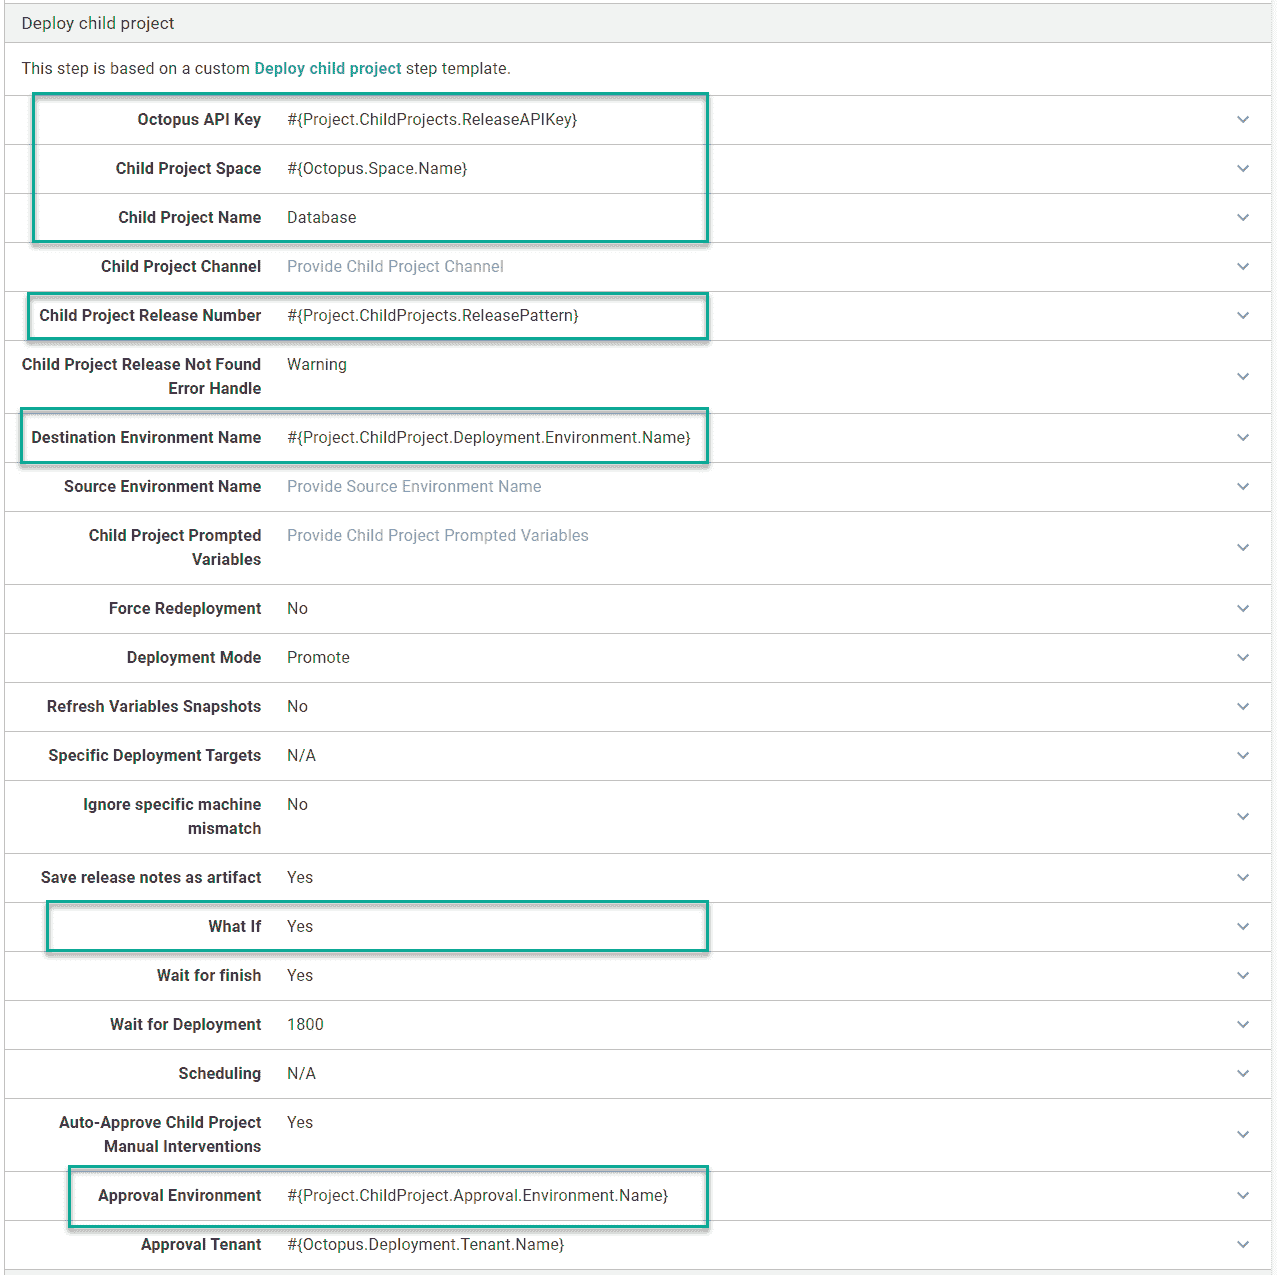 Deploy child project
This step is based on a custom Deploy child project step template.
Octopus API Key #{Project.ChildProjects.ReleaseAPIKey}
Child Project Space #{Octopus.Space.Name}
Child Project Name Database
Child Project Channel Provide Child Project Channel
Child Project Release Number #{Project.ChildProjects.ReleasePattern}
Child Project Release Not Found Warning
Error Handle
Destination Environment Name #{Project.ChildProject.Deployment.Environment.Name}
Source Environment Name Provide Source Environment Name
Child Project Prompted Provide Child Project Prompted Variables
Variables
Force Redeployment No
Deployment Mode Promote
Refresh Variables Snapshots No
Specific Deployment Targets N/A
Ignore specific machine No
mismatch
Save release notes as artifact Yes
What If Yes
Wait for finish Yes
Wait for Deployment 1800
Scheduling N/A
Auto-Approve Child Project Yes
Manual Interventions
Approval Environment #{Project.ChildProject.Approval.Environment.Name}
Approval Tenant #{Octopus.Deployment.Tenant.Name}